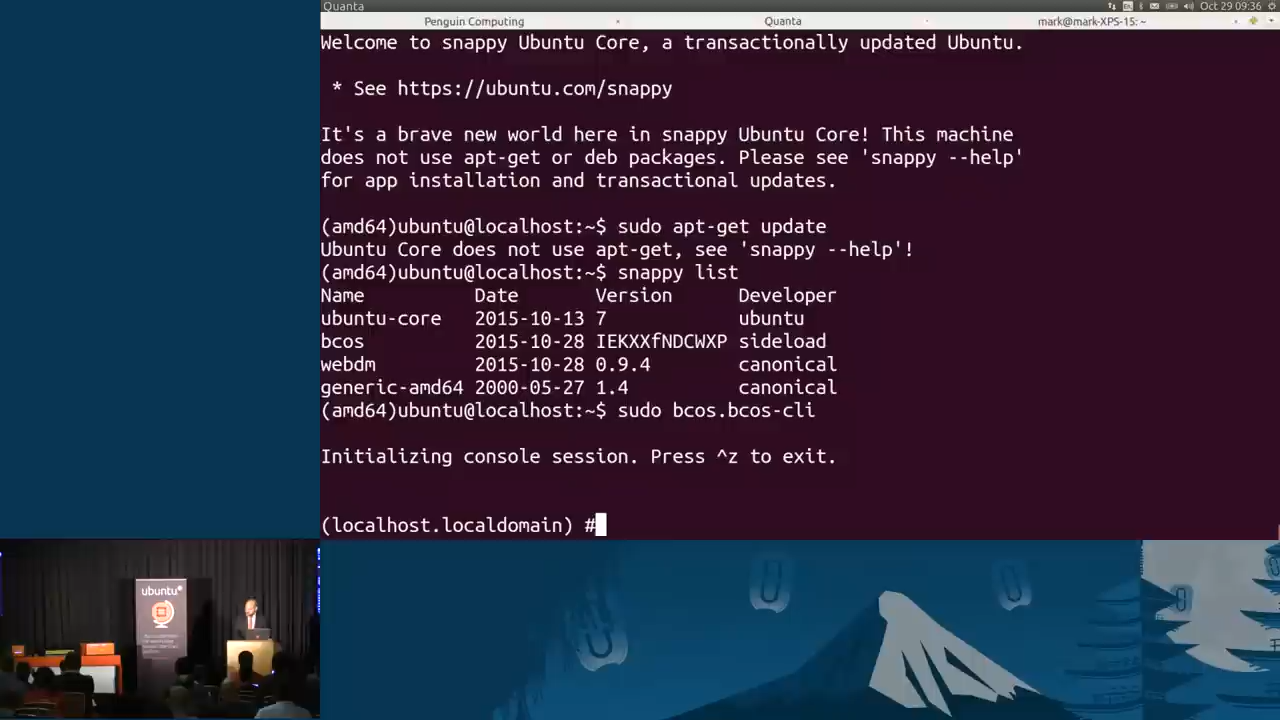 Quanta
Oct 29 09:36
Penguin Computing
Quanta
mark@mark-XPS-15: ~
Welcome to snappy Ubuntu Core, a transactionally updated Ubuntu.
* See https://ubuntu.com/snappy
It's a brave new world here in snappy Ubuntu Core! This machine
does not use apt-get or deb packages. Please see 'snappy --help'
for app installation and transactional updates.
(amd64)ubuntu@localhost:~$ sudo apt-get update
Ubuntu Core does not use apt-get, see 'snappy --help'!
(amd64)ubuntu@localhost:~$ snappy list
Name Date Version Developer
ubuntu-core 2015-10-13 7 ubuntu
bcos 2015-10-28 IEKXXfNDCWXP sideload
webdm 2015-10-28 0.9.4 canonical
generic-amd64 2000-05-27 1.4 canonical
(amd64)ubuntu@localhost:~$ sudo bcos.bcos-cli
Initializing console session. Press ^z to exit.
(localhost.localdomain) #
ubuntu